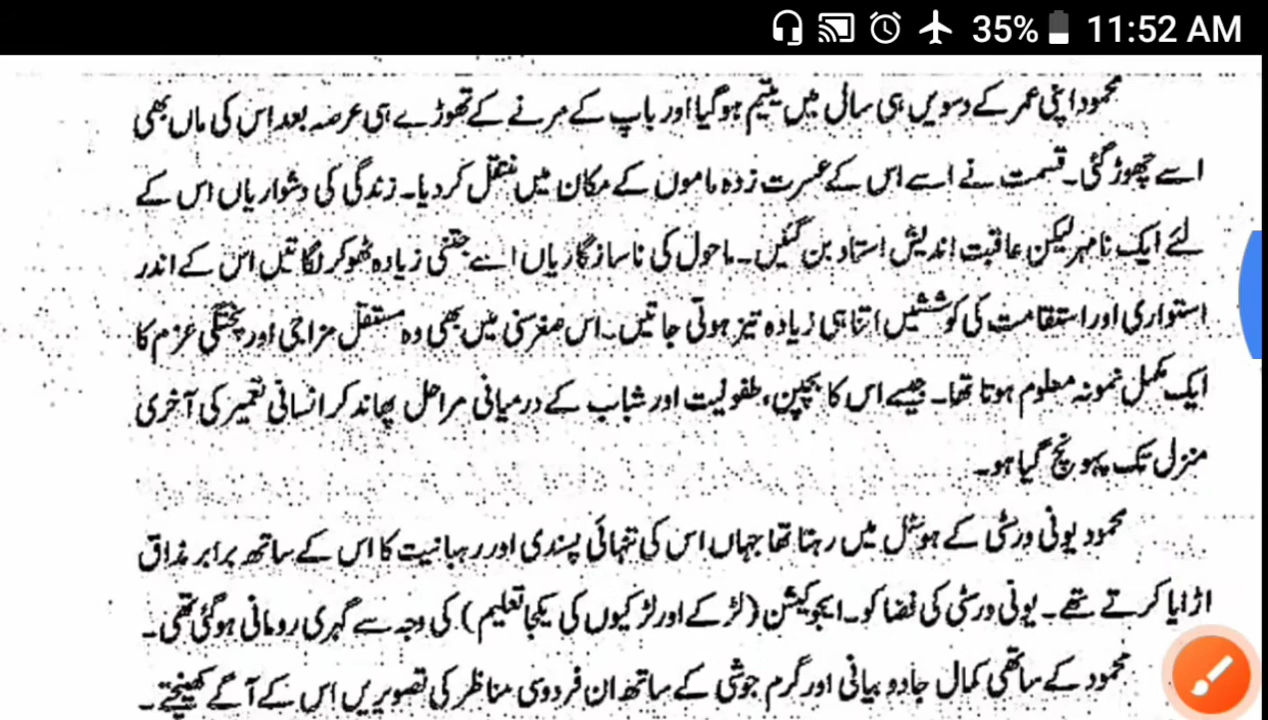 35% 11:52 AM
محمود اپنی عمر کے دسویں ہی سال میں یتیم ہو گیا اور باپ کے مرنے کے تھوڑے ہی عرصہ بعد اس کی ماں بھی
اسے چھوڑ گئی۔ قسمت نے اسے اس کے عسرت زدہ ماموں کے مکان میں منتقل کر دیا۔ زندگی کی دشواریاں اس کے
لئے ایک نامہر لیکن عاقبت اندیش استاد بن گئیں۔ ماحول کی ناسازگاریاں اسے جتنی زیادہ ٹھوکر لگاتیں اس کے اندر
استواری اور استقامت کی کوششیں اتنا ہی زیادہ تیز ہوتی جاتیں۔ اس صغر سنی میں بھی وہ مستقل مزاجی اور پختگی عزم کا
ایک مکمل نمونہ معلوم ہوتا تھا۔ جیسے اس کا بچپن، طفولیت اور شباب کے درمیانی مراحل پھاند کر انسانی تعمیر کی آخری
منزل تک پہونچ گیا ہو۔
محمود یونی ورسٹی کے ہوسٹل میں رہتا تھا جہاں اس کی تنہائی پسندی اور رہبانیت کا اس کے ساتھ برابر مذاق
اڑایا کرتے تھے۔ یونی ورسٹی کی فضا کو۔ ایجوکیشن (لڑکے اور لڑکیوں کی یکجا تعلیم) کی وجہ سے گہری رومانی ہو گئی تھی۔
محمود کے ساتھی کمال جادو بیانی اور گرم جوشی کے ساتھ ان فردوسی مناظر کی تصویریں اس کے آگے کھینچتے۔